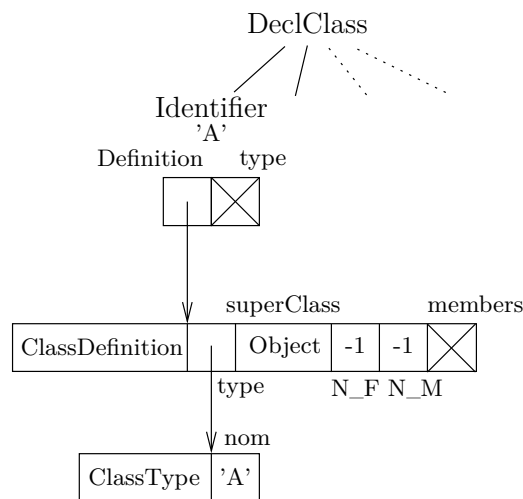 DeclClass
Identifier
'A'
Definition type
superClass members
ClassDefinition Object -1 -1
type N_F N_M
nom
ClassType 'A'